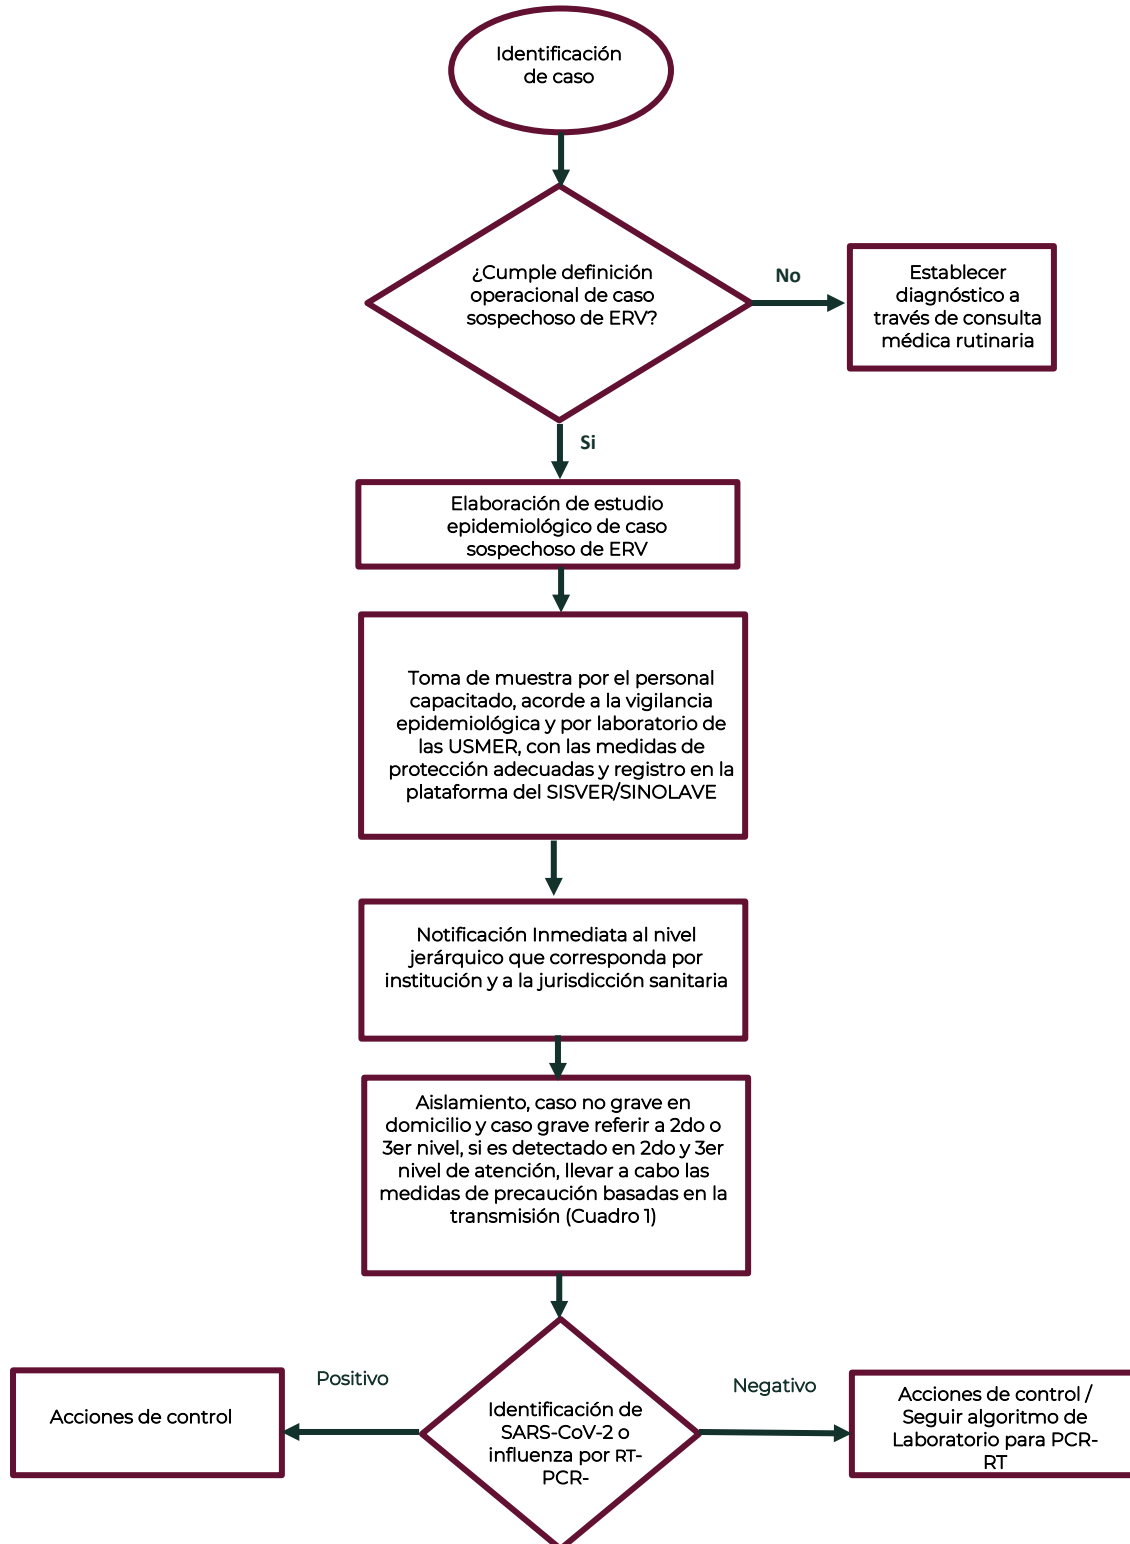 Identificación
de caso
¿Cumple definición
operacional de caso
sospechoso de ERV?
No
Establecer
diagnóstico a
través de consulta
médica rutinaria
Si
Elaboración de estudio
epidemiológico de caso
sospechoso de ERV
Toma de muestra por el personal
capacitado, acorde a la vigilancia
epidemiológica y por laboratorio de
las USMER, con las medidas de
protección adecuadas y registro en la
plataforma del SISVER/SINOLAVE
Notificación Inmediata al nivel
jerárquico que corresponda por
institución y a la jurisdicción sanitaria
Aislamiento, caso no grave en
domicilio y caso grave referir a 2do o
3er nivel, si es detectado en 2do y 3er
nivel de atención, llevar a cabo las
medidas de precaución basadas en la
transmisión (Cuadro 1)
Positivo
Acciones de control
Identificación de
SARS-CoV-2 o
influenza por RT-
PCR-
Negativo
Acciones de control /
Seguir algoritmo de
Laboratorio para PCR-
RT